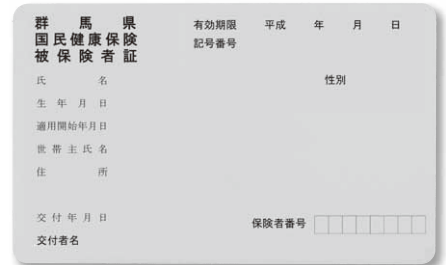 群馬県
国民健康保険
被保険者証
有効期限 平成 年 月 日
記号番号
氏名 性別
生年月日
適用開始年月日
世帯主氏名
住所
交付年月日
保険者番号
交付者名